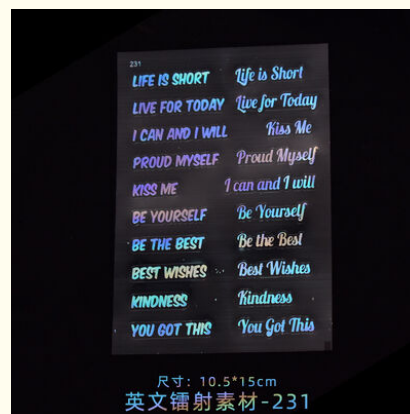 231
LIFE IS SHORT Life is Short
LIVE FOR TODAY Live for Today
I CAN AND I WILL Kiss Me
PROUD MYSELF Proud Myself
KISS ME I can and I will
BE YOURSELF Be Yourself
BE THE BEST Be the Best
BEST WISHES Best Wishes
KINDNESS Kindness
YOU GOT THIS You Got This
尺寸：10.5*15cm
英文镭射素材-231